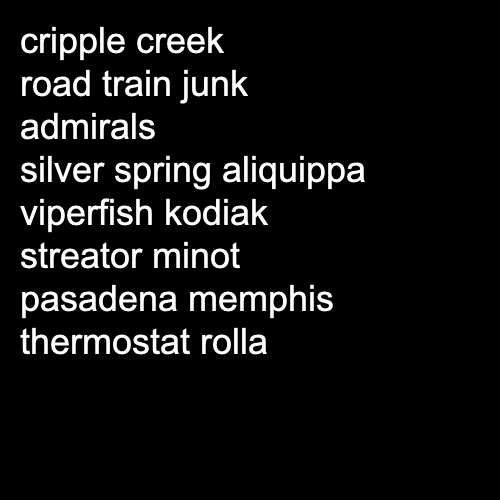 cripple creek
road train junk
admirals
silver spring aliquippa
viperfish kodiak
streator minot
pasadena memphis
thermostat rolla